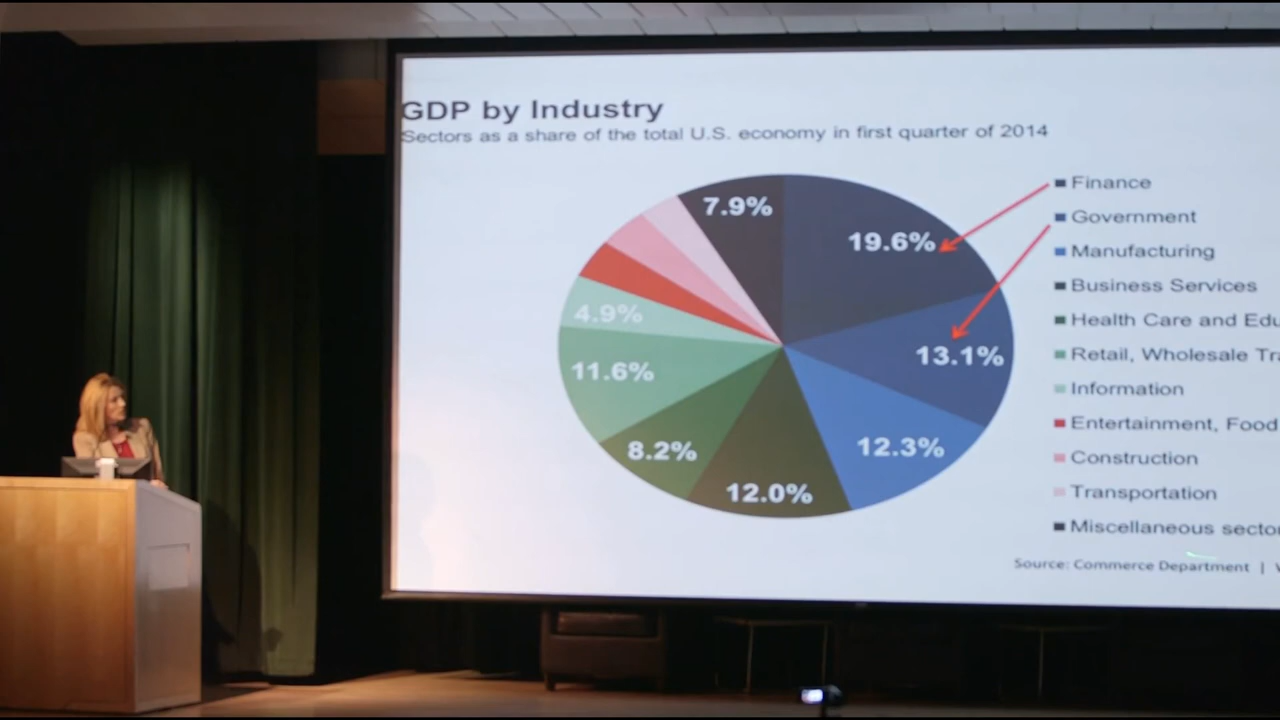 GDP by Industry
Sectors as a share of the total U.S. economy in first quarter of 2014
7.9%
19.6%
4.9%
13.1%
11.6%
8.2%
12.3%
12.0%
Finance
Government
Manufacturing
Business Services
Health Care and Edu
Retail, Wholesale Tra
Information
Entertainment, Food
Construction
Transportation
Miscellaneous sector
Source: Commerce Department |